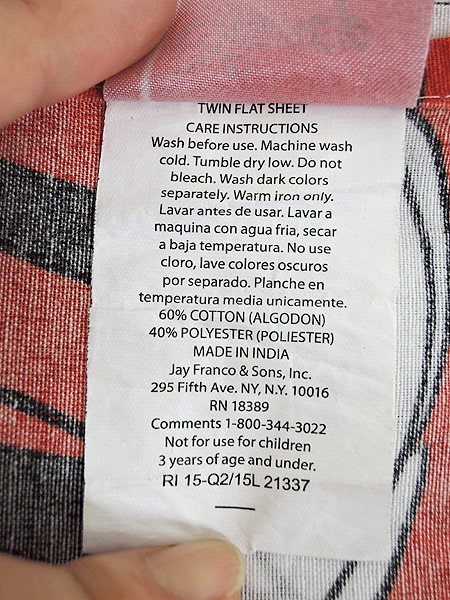 TWIN FLAT SHEET
CARE INSTRUCTIONS
Wash before use. Machine wash
cold. Tumble dry low. Do not
bleach. Wash dark colors
separately. Warm iron only.
Lavar antes de usar. Lavar a
maquina con agua fria, secar
a baja temperatura. No use
cloro, lave colores oscuros
por separado. Planche en
temperatura media unicamente.
60% COTTON (ALGODON)
40% POLYESTER (POLIESTER)
MADE IN INDIA
Jay Franco & Sons, Inc.
295 Fifth Ave. NY, N.Y. 10016
RN 18389
Comments 1-800-344-3022
Not for use for children
3 years of age and under.
RI 15-Q2/15L 21337